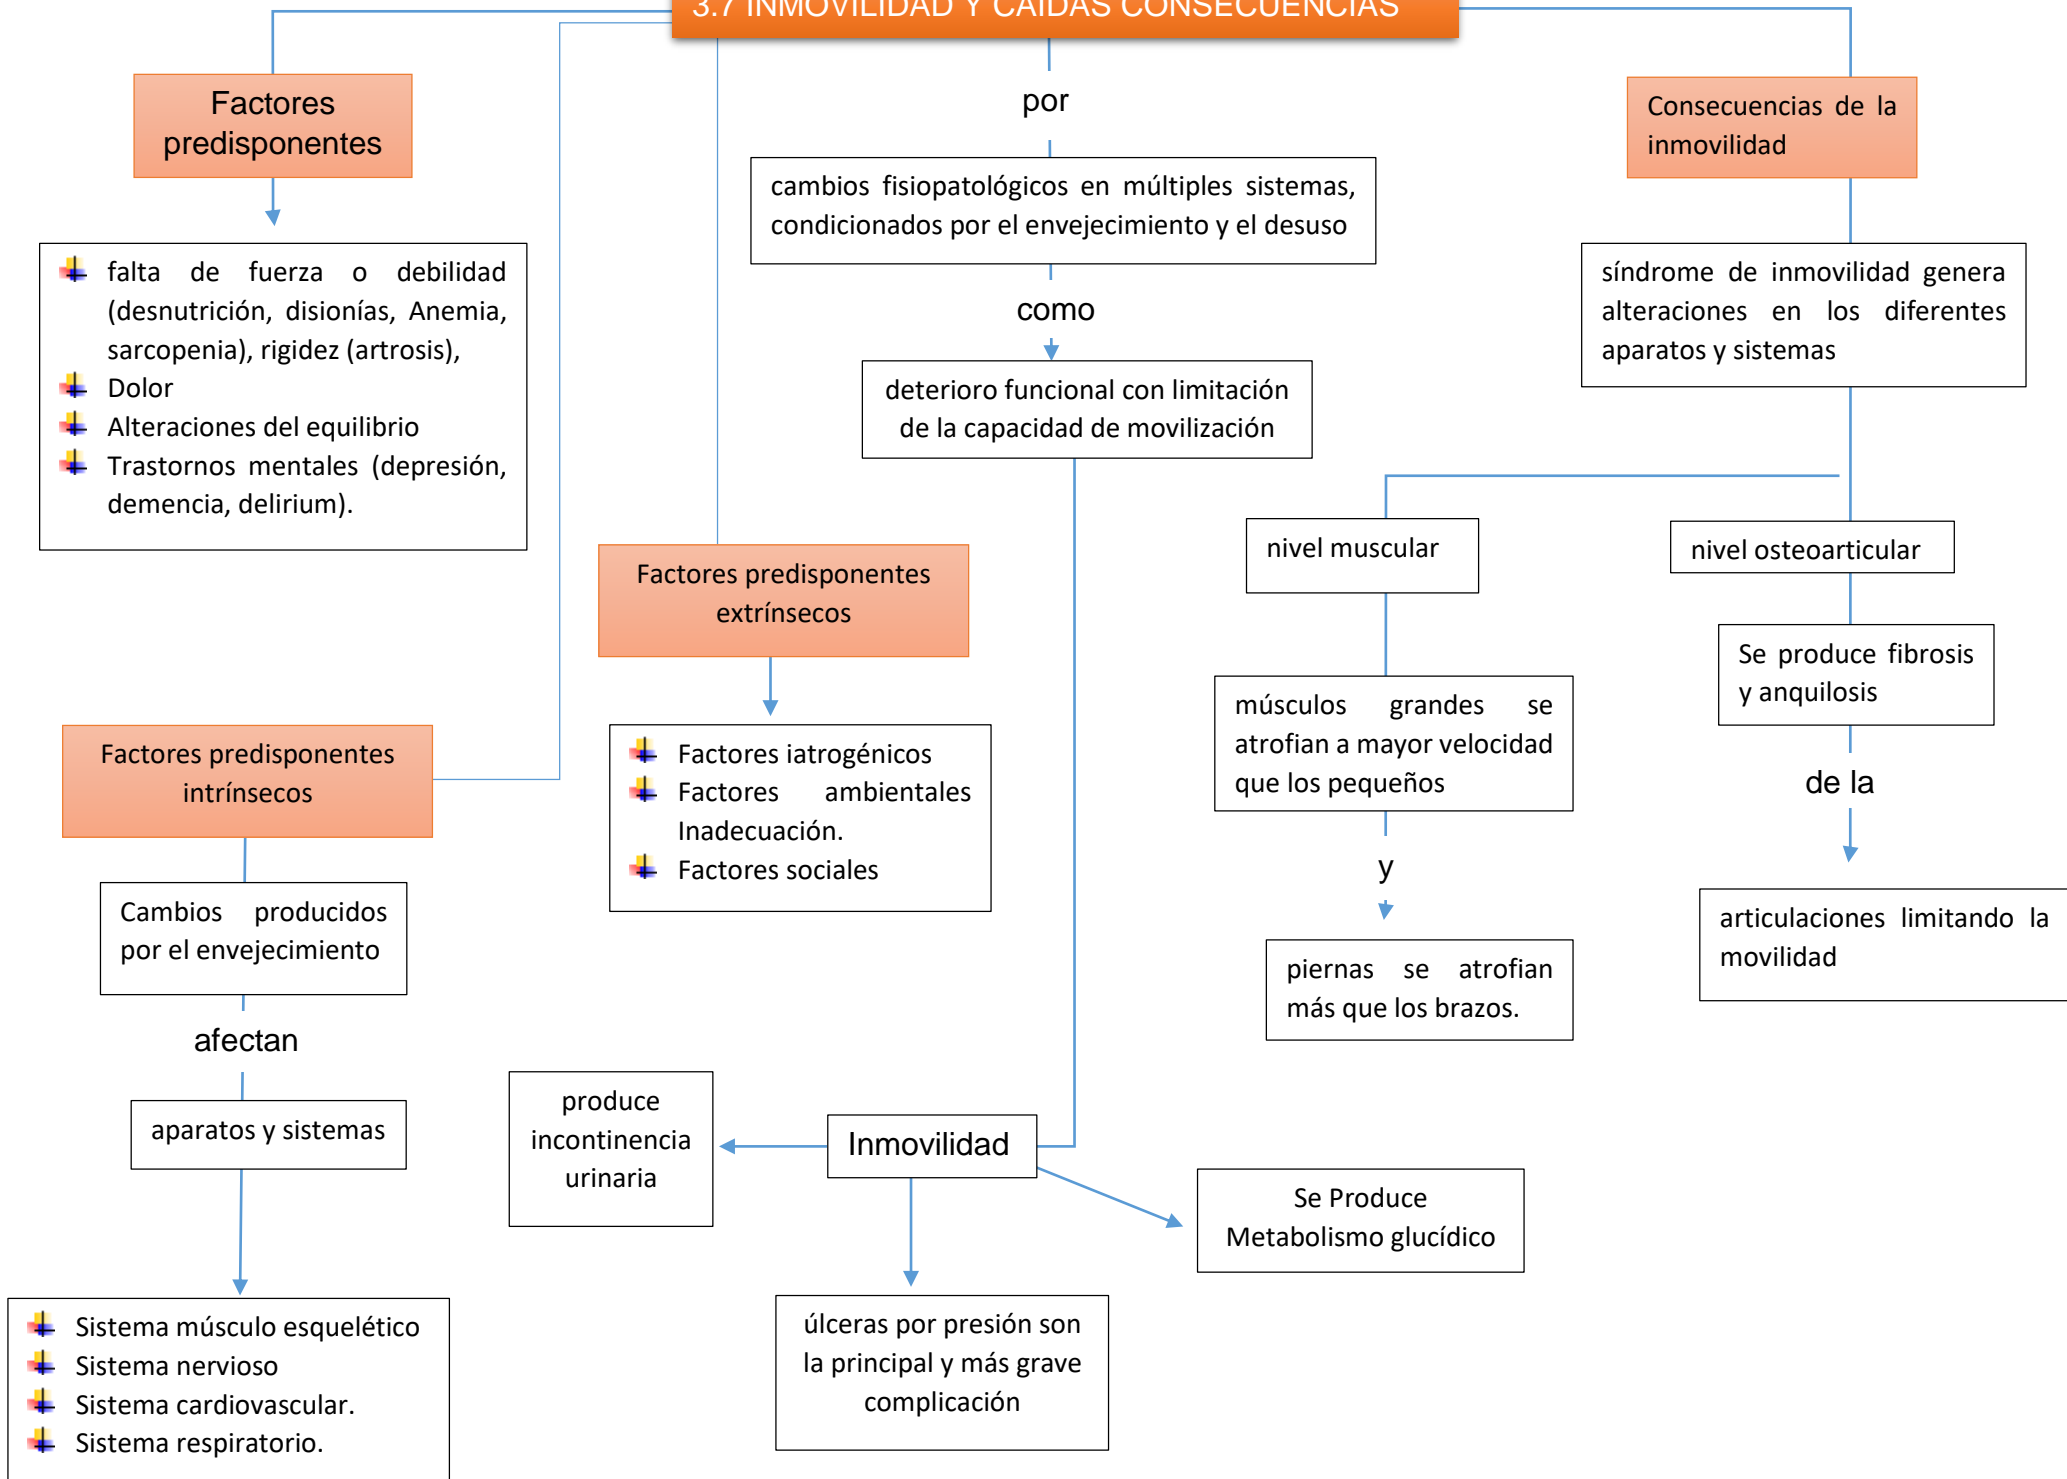 3.7 INMOVILIDAD Y CAIDAS CONSECUENCIAS
Factores
predisponentes
falta de fuerza o debilidad
(desnutrición, disionías, Anemia,
sarcopenia), rigidez (artrosis),
Dolor
Alteraciones del equilibrio
Trastornos mentales (depresión,
demencia, delirium).
Factores predisponentes
intrínsecos
Cambios producidos
por el envejecimiento
afectan
aparatos y sistemas
Sistema músculo esquelético
Sistema nervioso
Sistema cardiovascular.
Sistema respiratorio.
Factores predisponentes
extrínsecos
Factores iatrogénicos
Factores ambientales
Inadecuación.
Factores sociales
por
cambios fisiopatológicos en múltiples sistemas,
condicionados por el envejecimiento y el desuso
como
deterioro funcional con limitación
de la capacidad de movilización
Inmovilidad
produce
incontinencia
urinaria
úlceras por presión son
la principal y más grave
complicación
Se Produce
Metabolismo glucídico
Consecuencias de la
inmovilidad
síndrome de inmovilidad genera
alteraciones en los diferentes
aparatos y sistemas
nivel muscular
músculos grandes se
atrofian a mayor velocidad
que los pequeños
y
piernas se atrofian
más que los brazos.
nivel osteoarticular
Se produce fibrosis
y anquilosis
de la
articulaciones limitando la
movilidad